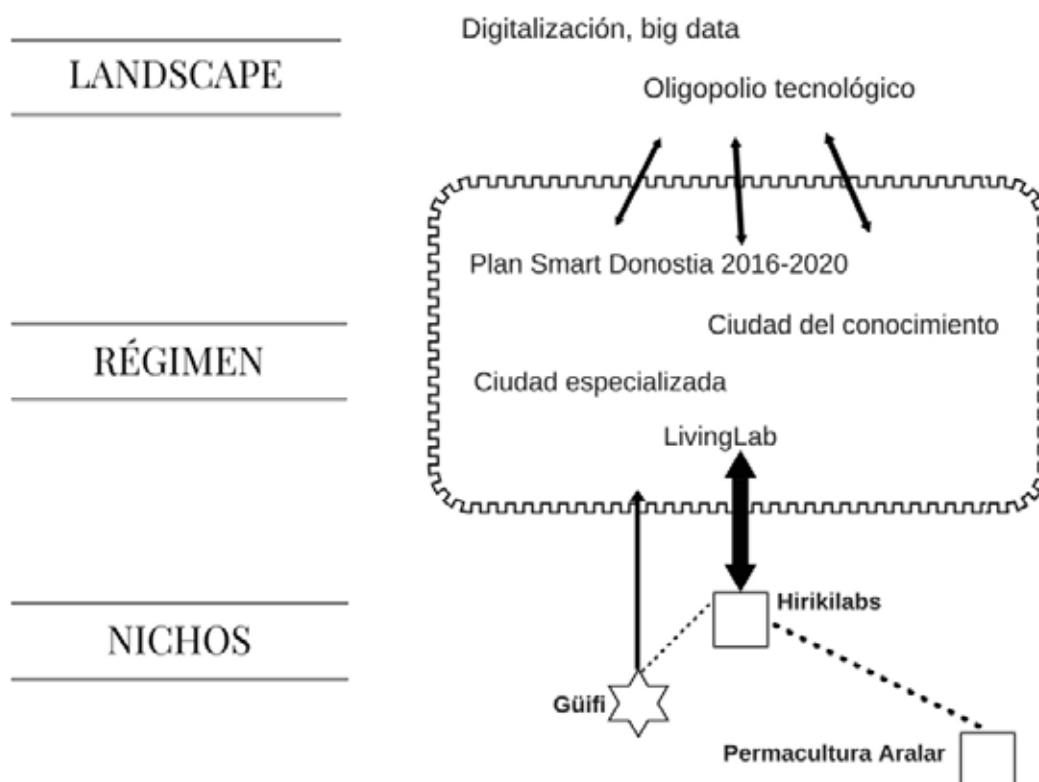 Digitalización, big data
LANDSCAPE
Oligopolio tecnológico
Plan Smart Donostia 2016-2020
Ciudad del conocimiento
RÉGIMEN
Ciudad especializada
LivingLab
Hirikilabs
NICHOS
Güifi
Permacultura Aralar